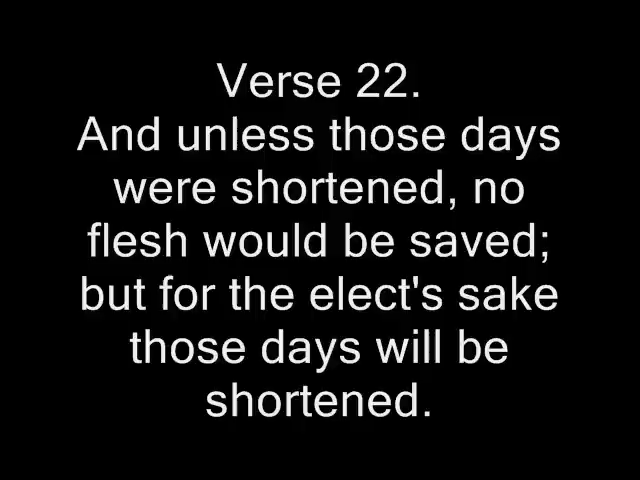 Verse 22.
And unless those days
were shortened, no
flesh would be saved;
but for the elect's sake
those days will be
shortened.